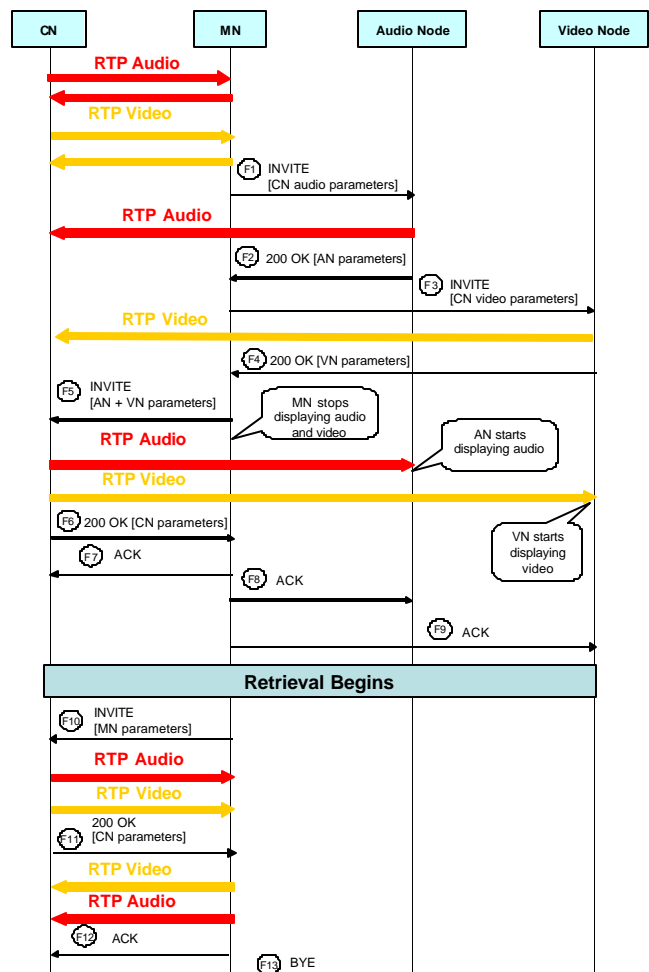 CN
MN
Audio Node
Video Node
RTP Audio
RTP Video
F1
INVITE
[CN audio parameters]
RTP Audio
F2
200 OK [AN parameters]
F3
INVITE
[CN video parameters]
RTP Video
F4
200 OK [VN parameters]
F5
INVITE
[AN + VN parameters]
MN stops
displaying audio
and video
RTP Audio
AN starts
displaying audio
RTP Video
F6
200 OK [CN parameters]
VN starts
displaying
video
F7
ACK
F8
ACK
F9
ACK
Retrieval Begins
F10
INVITE
[MN parameters]
RTP Audio
RTP Video
F11
200 OK
[CN parameters]
RTP Video
RTP Audio
F12
ACK
F13
BYE